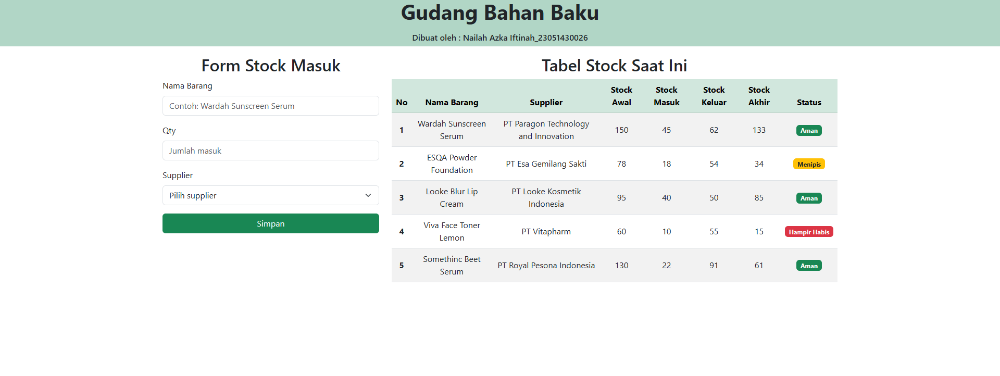 Gudang Bahan Baku
Dibuat oleh : Nailah Azka Iftinah_23051430026
Form Stock Masuk
Nama Barang
Contoh: Wardah Sunscreen Serum
Qty
Jumlah masuk
Supplier
Pilih supplier
Simpan
Tabel Stock Saat Ini
No Nama Barang Supplier Stock Awal Stock Masuk Stock Keluar Stock Akhir Status
1 Wardah Sunscreen Serum PT Paragon Technology and Innovation 150 45 62 133 Aman
2 ESQA Powder Foundation PT Esa Gemilang Sakti 78 18 54 34 Menipis
3 Looke Blur Lip Cream PT Looke Kosmetik Indonesia 95 40 50 85 Aman
4 Viva Face Toner Lemon PT Vitapharm 60 10 55 15 Hampir Habis
5 Somethinc Beet Serum PT Royal Pesona Indonesia 130 22 91 61 Aman